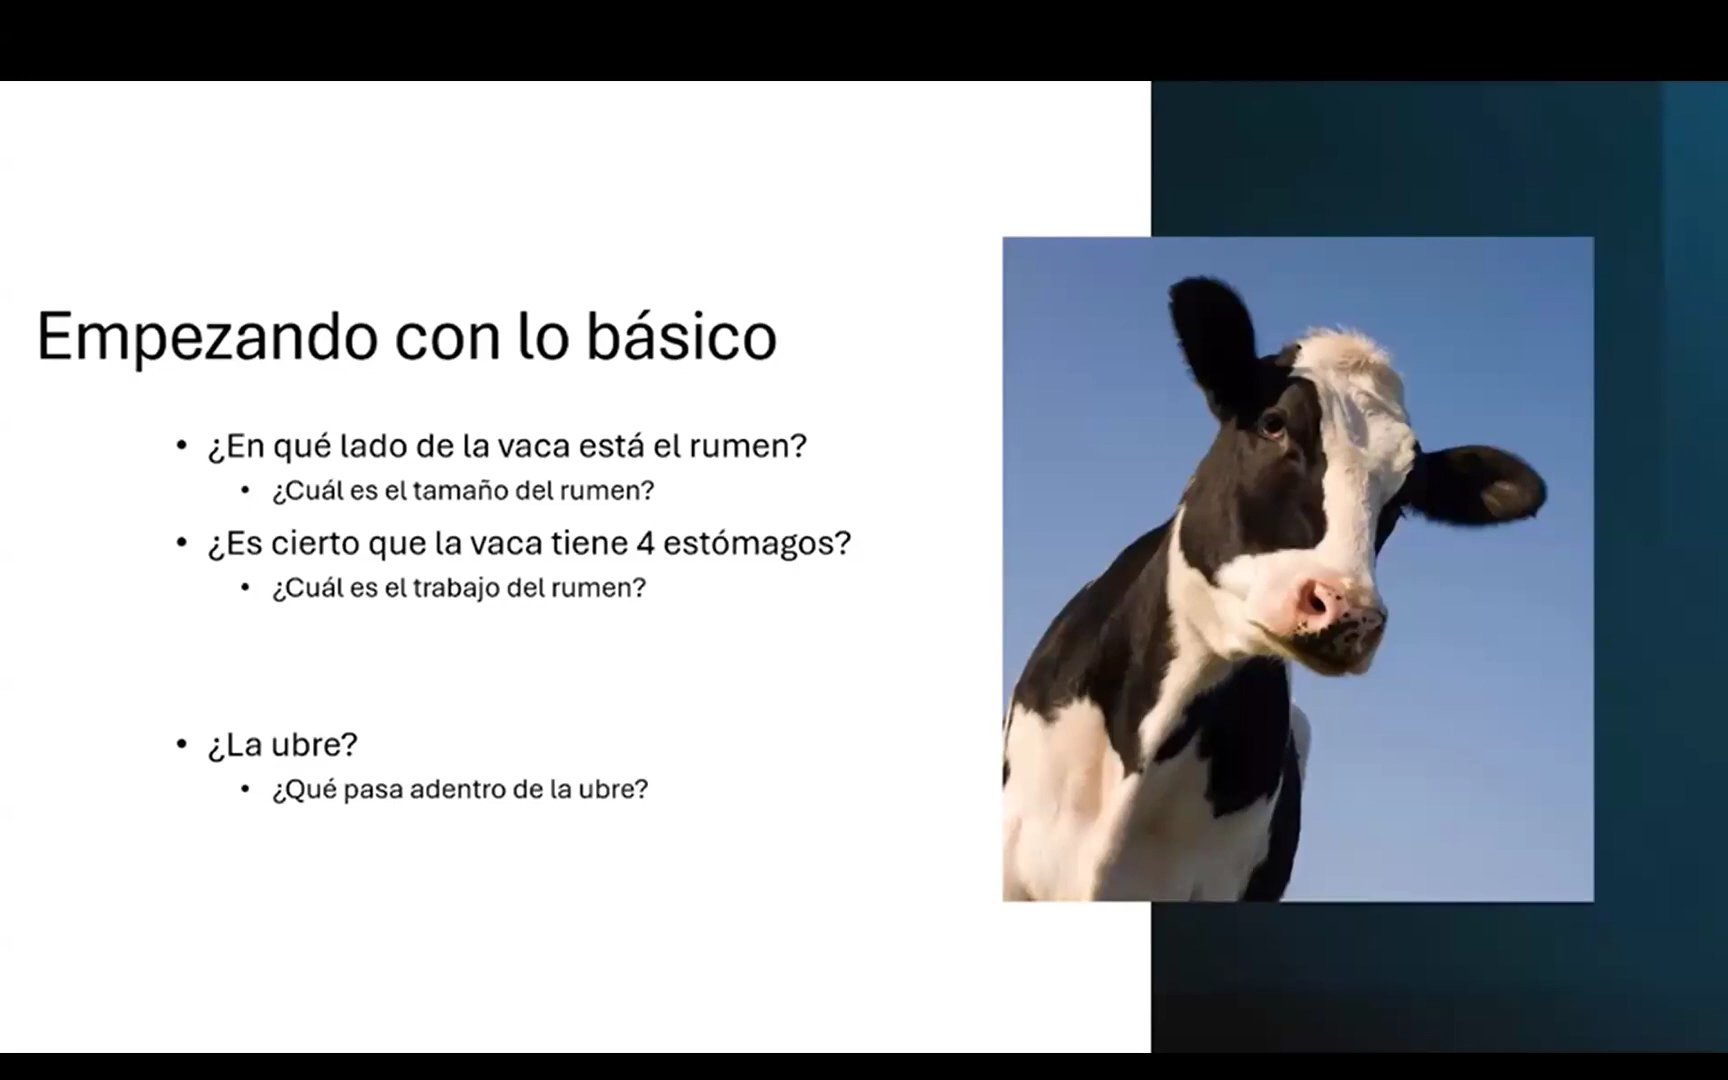 Empezando con lo básico
• ¿En qué lado de la vaca está el rumen?
• ¿Cuál es el tamaño del rumen?
• ¿Es cierto que la vaca tiene 4 estómagos?
• ¿Cuál es el trabajo del rumen?
• ¿La ubre?
• ¿Qué pasa adentro de la ubre?